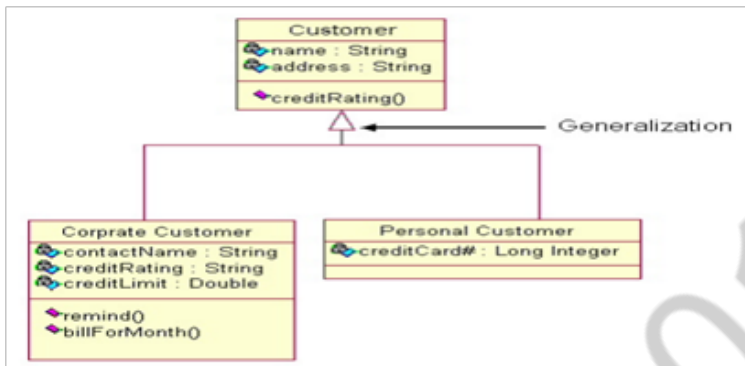 Customer
name : String
address : String
creditRating()
Generalization
Corprate Customer
contactName : String
creditRating : String
creditLimit : Double
remind()
billForMonth()
Personal Customer
creditCard# : Long Integer